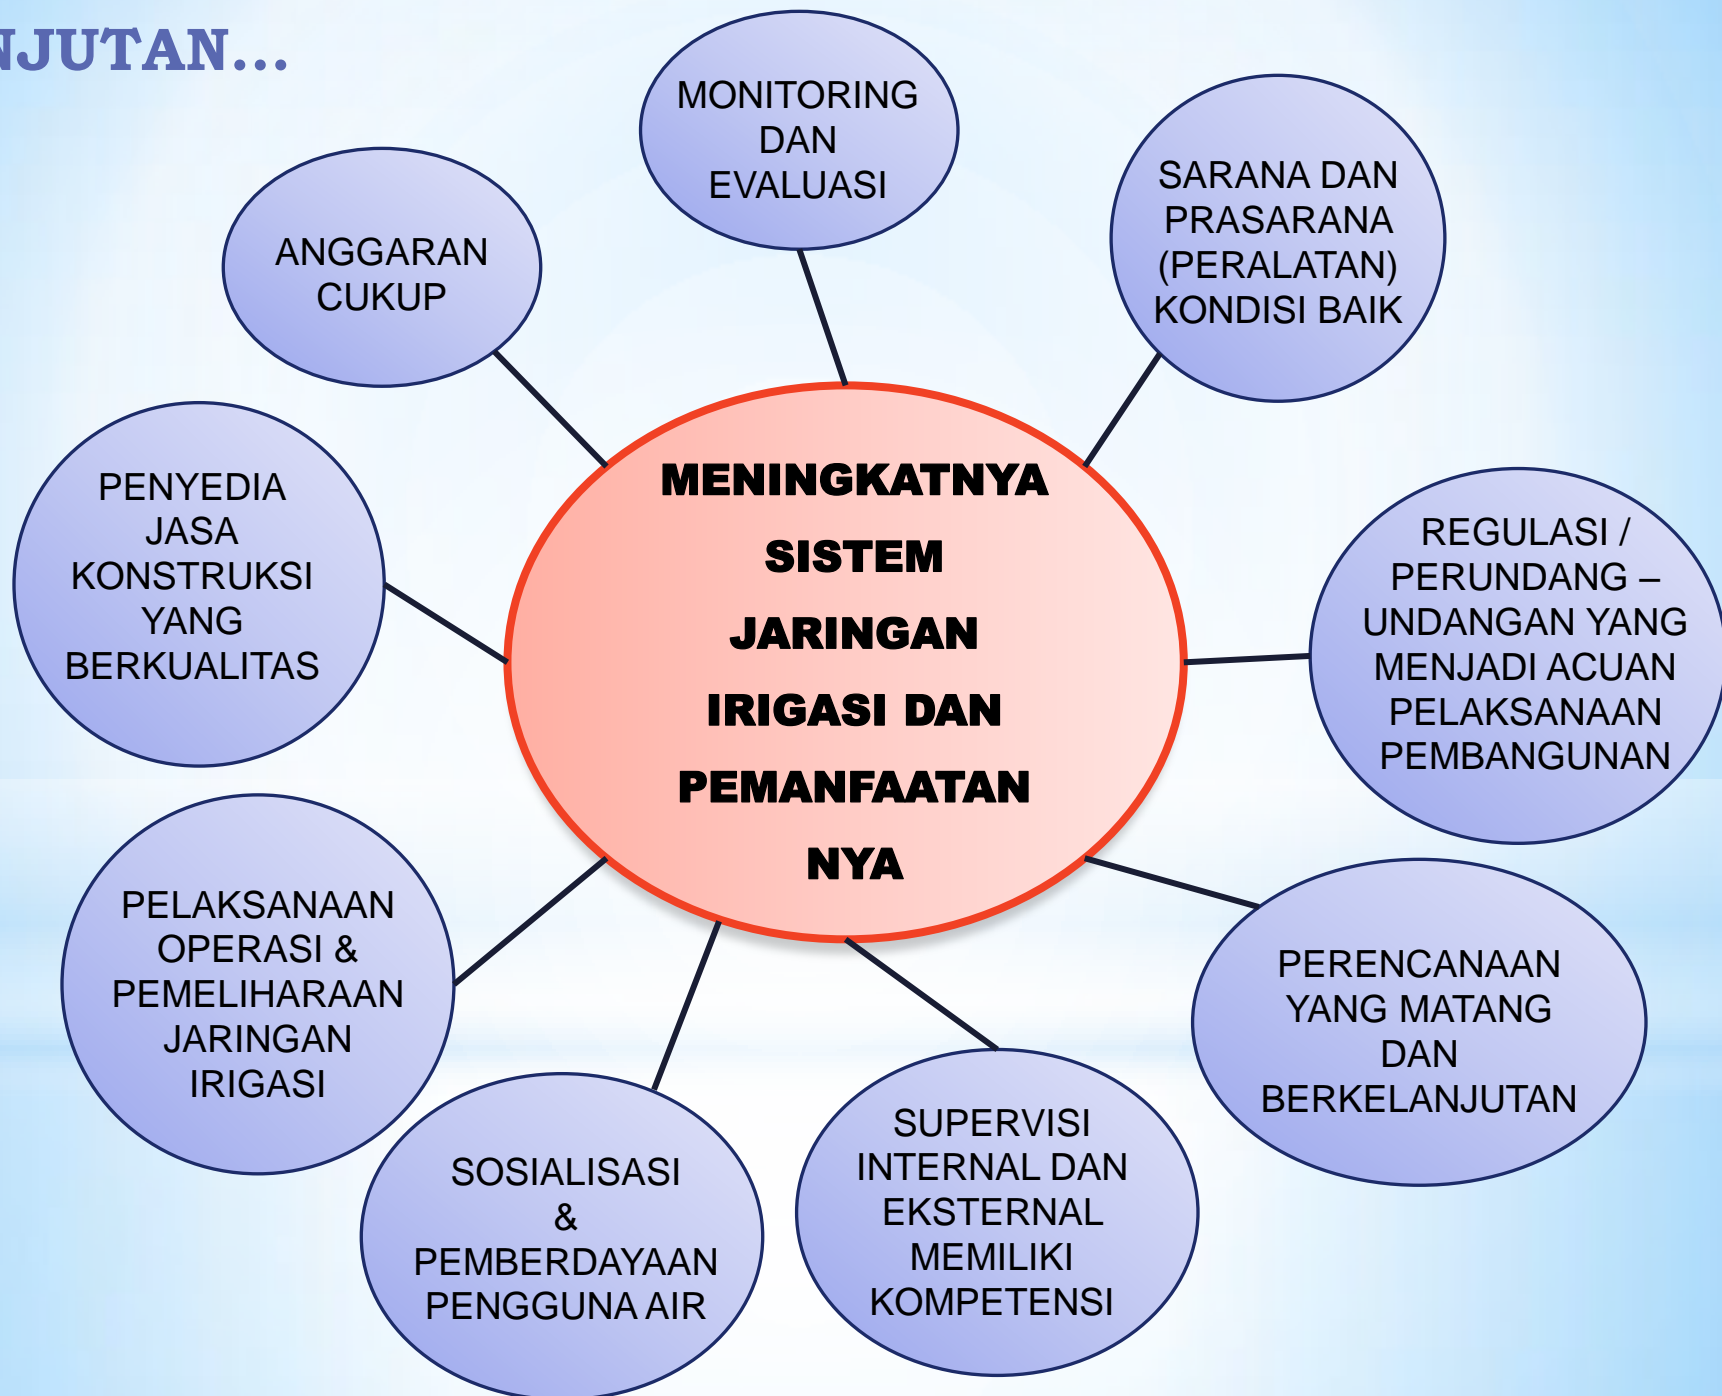 NJUTAN...
MONITORING
DAN
EVALUASI
SARANA DAN
PRASARANA
(PERALATAN)
KONDISI BAIK
ANGGARAN
CUKUP
PENYEDIA
JASA
KONSTRUKSI
YANG
BERKUALITAS
MENINGKATNYA
SISTEM
JARINGAN
IRIGASI DAN
PEMANFAATAN
NYA
REGULASI /
PERUNDANG –
UNDANGAN YANG
MENJADI ACUAN
PELAKSANAAN
PEMBANGUNAN
PELAKSANAAN
OPERASI &
PEMELIHARAAN
JARINGAN
IRIGASI
PERENCANAAN
YANG MATANG
DAN
BERKELANJUTAN
SOSIALISASI
&
PEMBERDAYAAN
PENGGUNA AIR
SUPERVISI
INTERNAL DAN
EKSTERNAL
MEMILIKI
KOMPETENSI